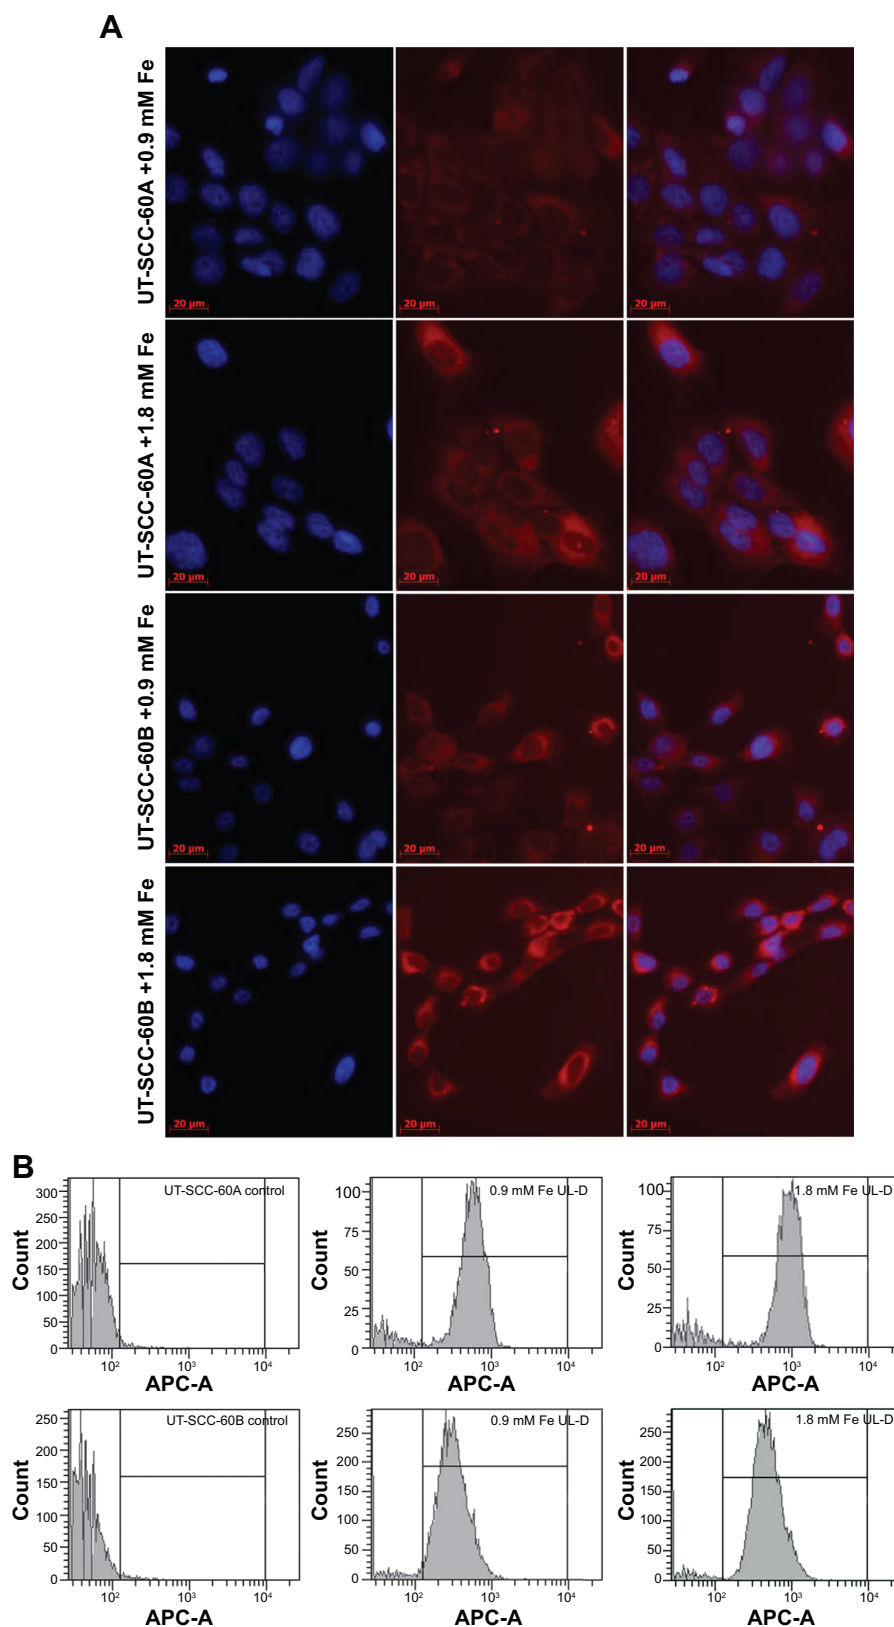 A
UT-SCC-60A +0.9 mM Fe
20 µm
20 µm
20 µm
UT-SCC-60A +1.8 mM Fe
20 µm
20 µm
20 µm
UT-SCC-60B +0.9 mM Fe
20 µm
20 µm
20 µm
UT-SCC-60B +1.8 mM Fe
20 µm
20 µm
20 µm
B
UT-SCC-60A control
Count
300
250
200
150
100
50
0
10² 10³ 10⁴
APC-A
0.9 mM Fe UL-D
Count
100
75
50
25
0
10² 10³ 10⁴
APC-A
1.8 mM Fe UL-D
Count
100
75
50
25
0
10² 10³ 10⁴
APC-A
UT-SCC-60B control
Count
250
200
150
100
50
0
10² 10³ 10⁴
APC-A
0.9 mM Fe UL-D
Count
250
200
150
100
50
0
10² 10³ 10⁴
APC-A
1.8 mM Fe UL-D
Count
250
200
150
100
50
0
10² 10³ 10⁴
APC-A